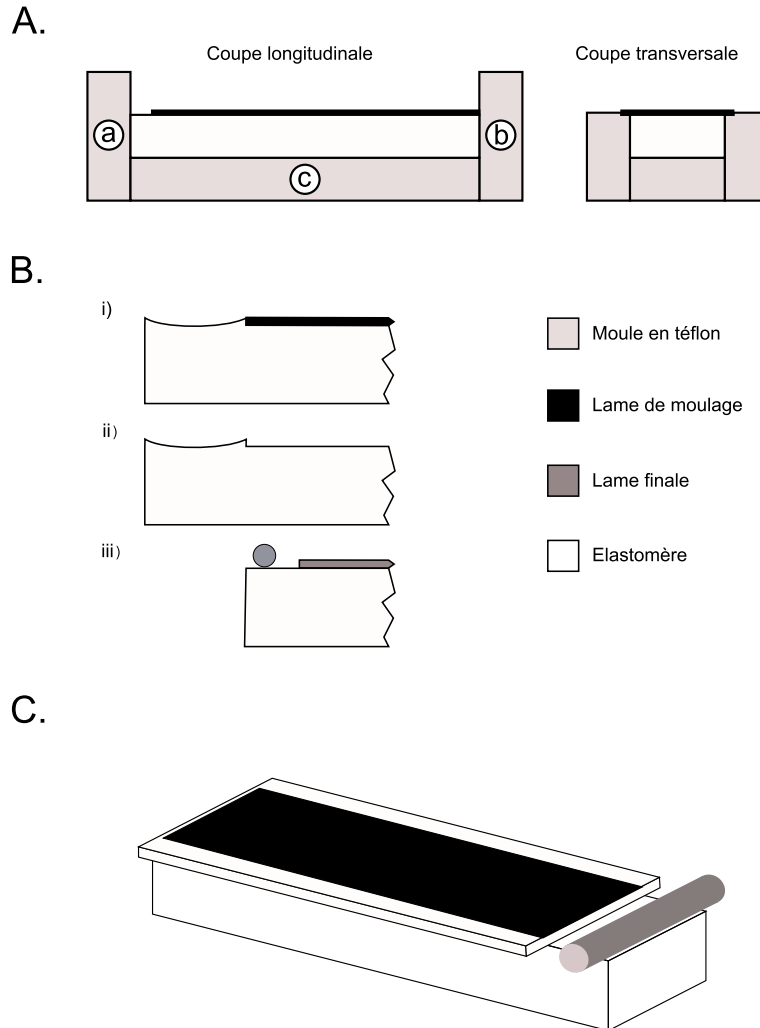 A.
Coupe longitudinale
Coupe transversale
a
b
c
B.
i)
ii)
iii)
Moule en téflon
Lame de moulage
Lame finale
Elastomère
C.